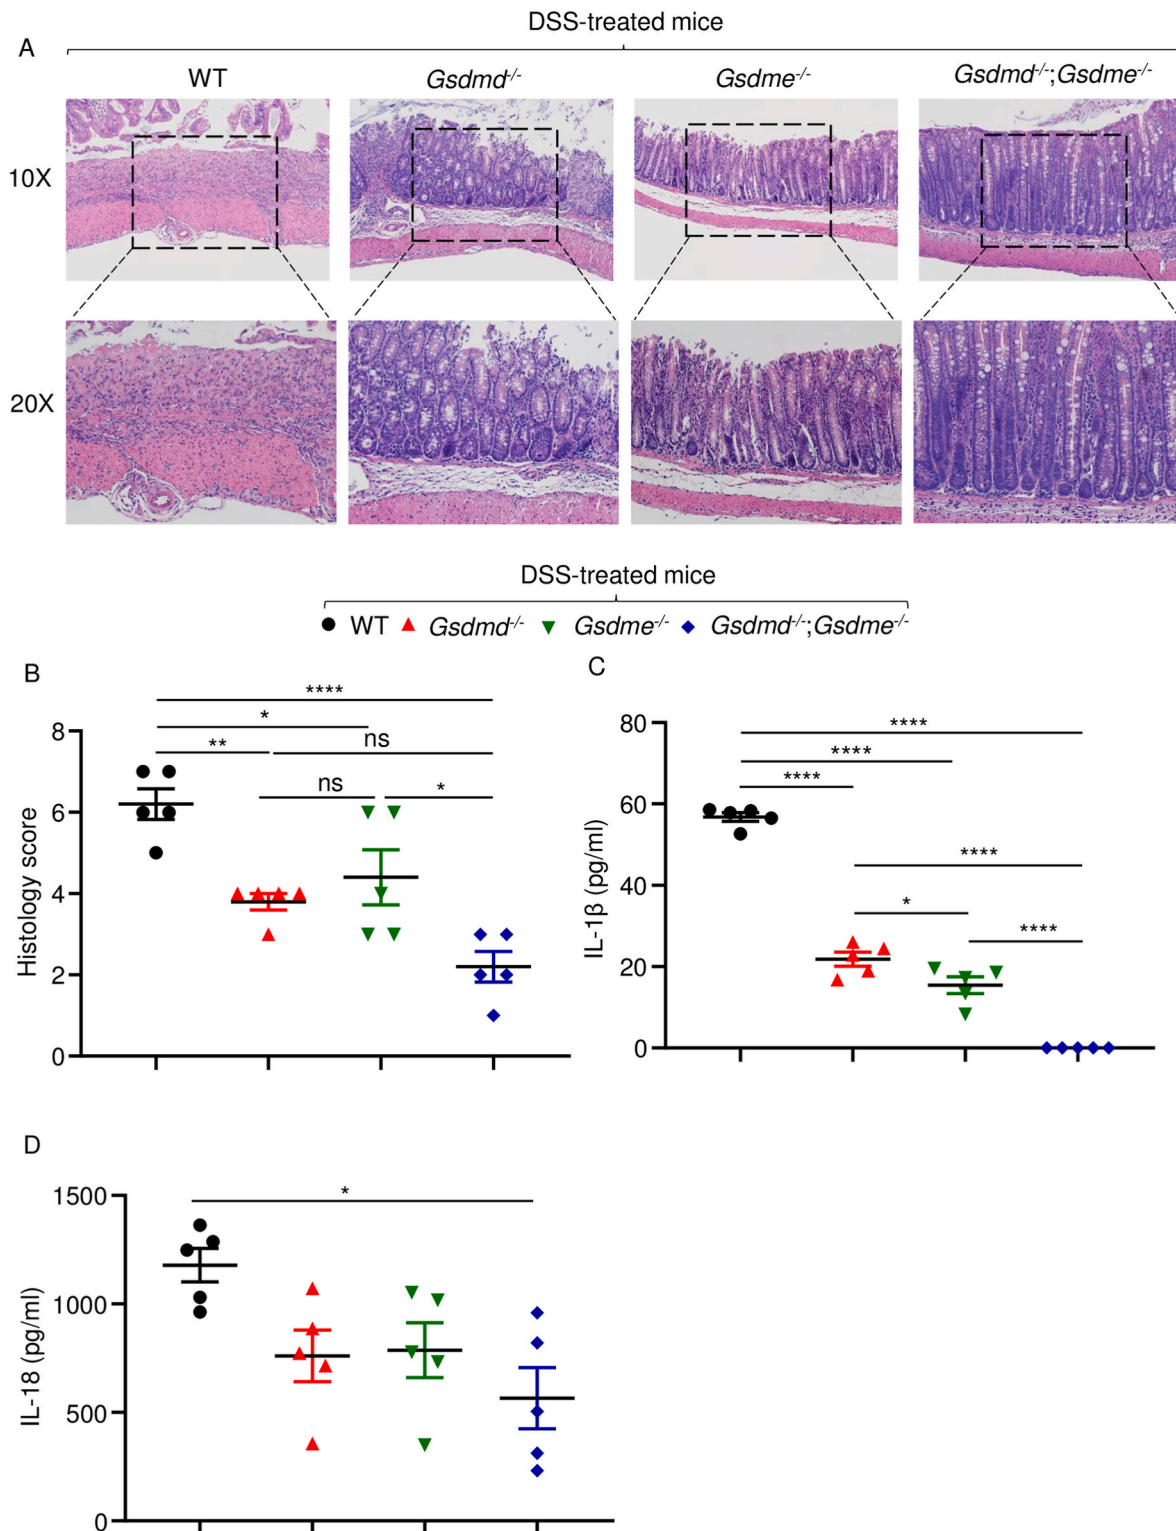 DSS-treated mice
A
WT Gsdmd-/- Gsdme-/- Gsdmd-/-;Gsdme-/-
10X
20X
DSS-treated mice
WT Gsdmd-/- Gsdme-/- Gsdmd-/-;Gsdme-/-
B
****
*
** ns
ns *
8
6
4
2
0
Histology score
C
****
****
****
****
*
****
80
60
40
20
0
IL-1β (pg/ml)
D
*
1500
1000
500
0
IL-18 (pg/ml)